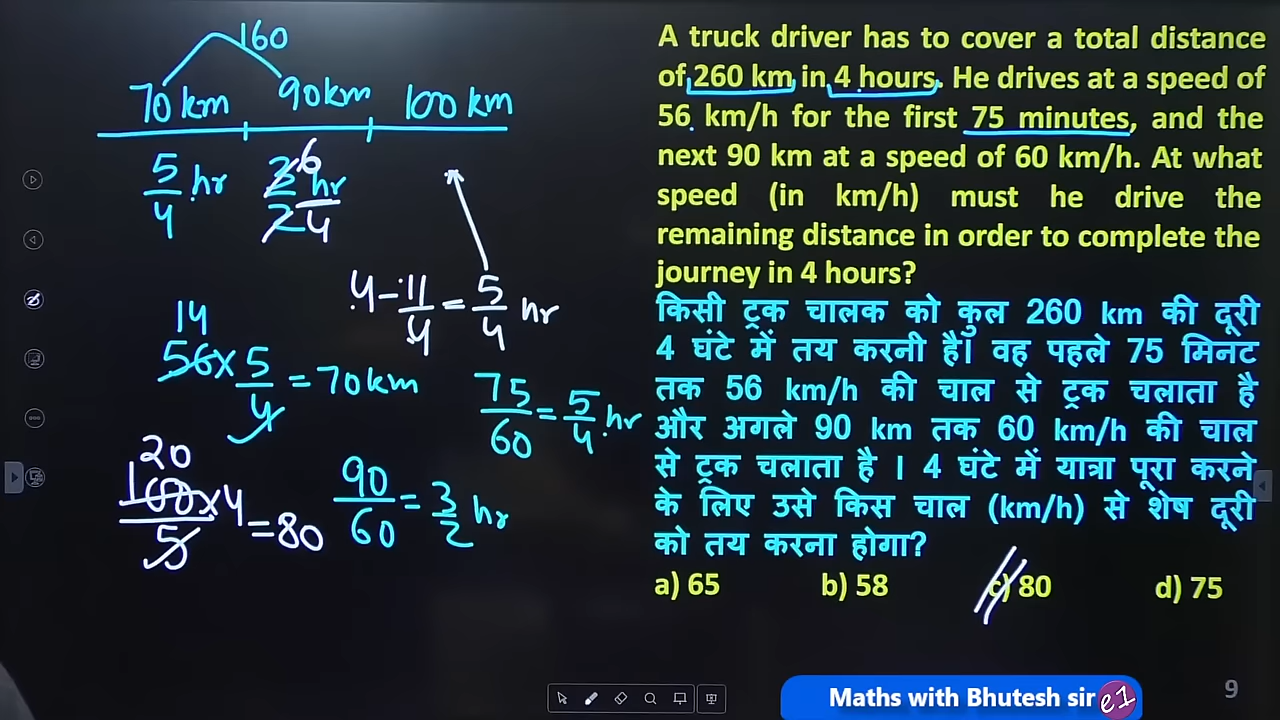 160
70 km 90km 100 km
5/4 hr 3/2 hr 6/4
4 - 11/4 = 5/4 hr
14
56 × 5/4 = 70 km
75/60 = 5/4 hr
20
100×4/5 = 80
90/60 = 3/2 hr
A truck driver has to cover a total distance
of 260 km in 4 hours. He drives at a speed of
56 km/h for the first 75 minutes, and the
next 90 km at a speed of 60 km/h. At what
speed (in km/h) must he drive the
remaining distance in order to complete the
journey in 4 hours?
किसी ट्रक चालक को कुल 260 km की दूरी
4 घंटे में तय करनी है। वह पहले 75 मिनट
तक 56 km/h की चाल से ट्रक चलाता है
और अगले 90 km तक 60 km/h की चाल
से ट्रक चलाता है । 4 घंटे में यात्रा पूरा करने
के लिए उसे किस चाल (km/h) से शेष दूरी
को तय करना होगा?
a) 65 b) 58 c) 80 d) 75
Maths with Bhutesh sir e1
9